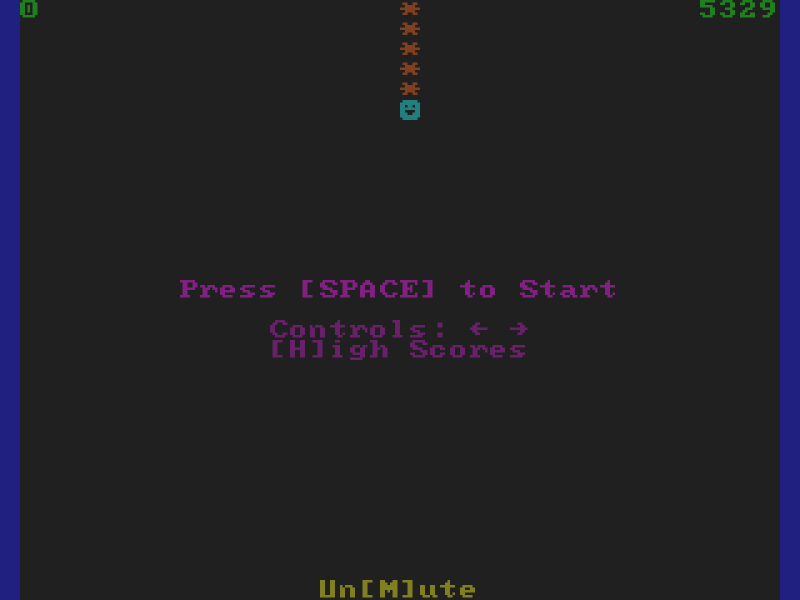 0 5329
Press [SPACE] to Start
Controls: ← →
[H]igh Scores
Un[M]ute